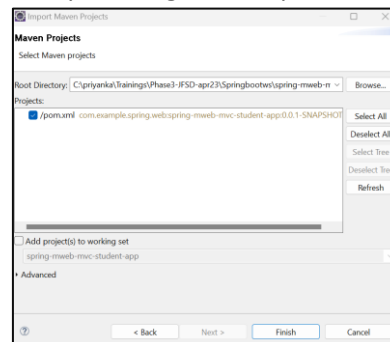 Import Maven Projects
Maven Projects
Select Maven projects
Root Directory: C:\priyanka\Trainings\Phase3-JFSD-apr23\Springbootws\spring-mweb-m Browse...
Projects:
/pom.xml com.example.spring.web:spring-mweb-mvc-student-app:0.0.1-SNAPSHOT Select All
Deselect All
Select Tree
Deselect Tre
Refresh
Add project(s) to working set
spring-mweb-mvc-student-app
Advanced
? < Back Next > Finish Cancel